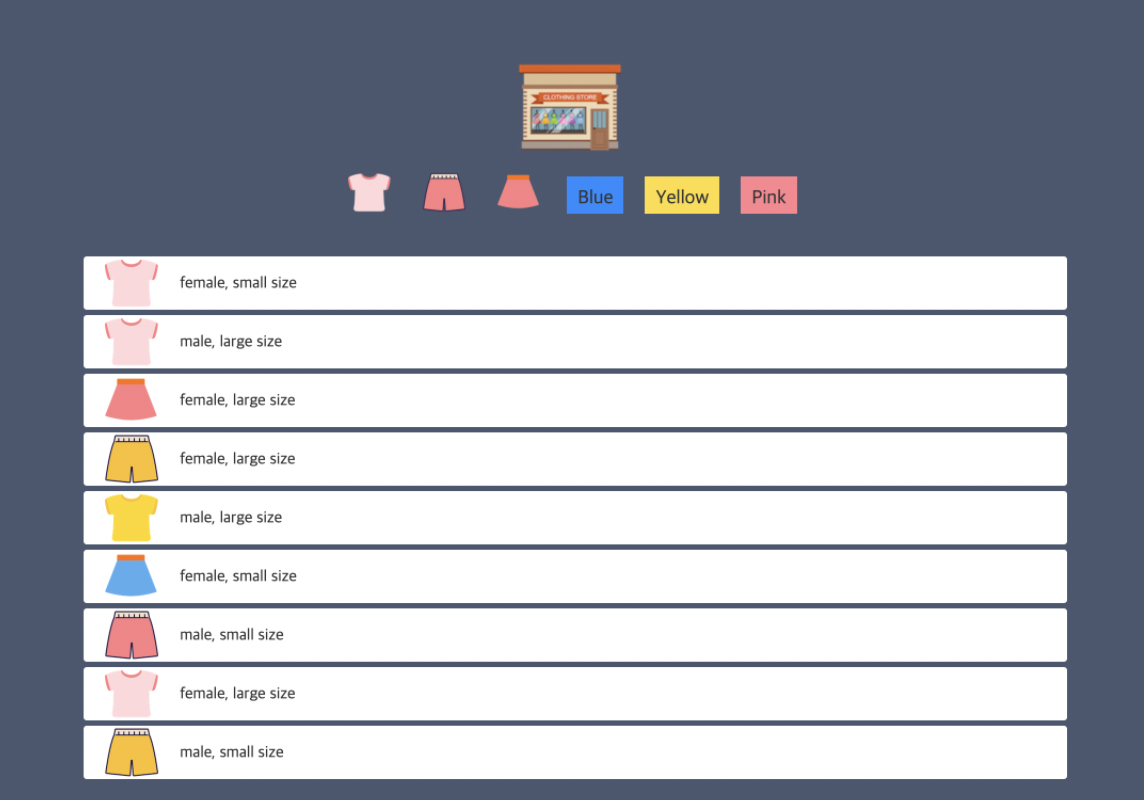 CLOTHING STORE
Blue Yellow Pink
female, small size
male, large size
female, large size
female, large size
male, large size
female, small size
male, small size
female, large size
male, small size